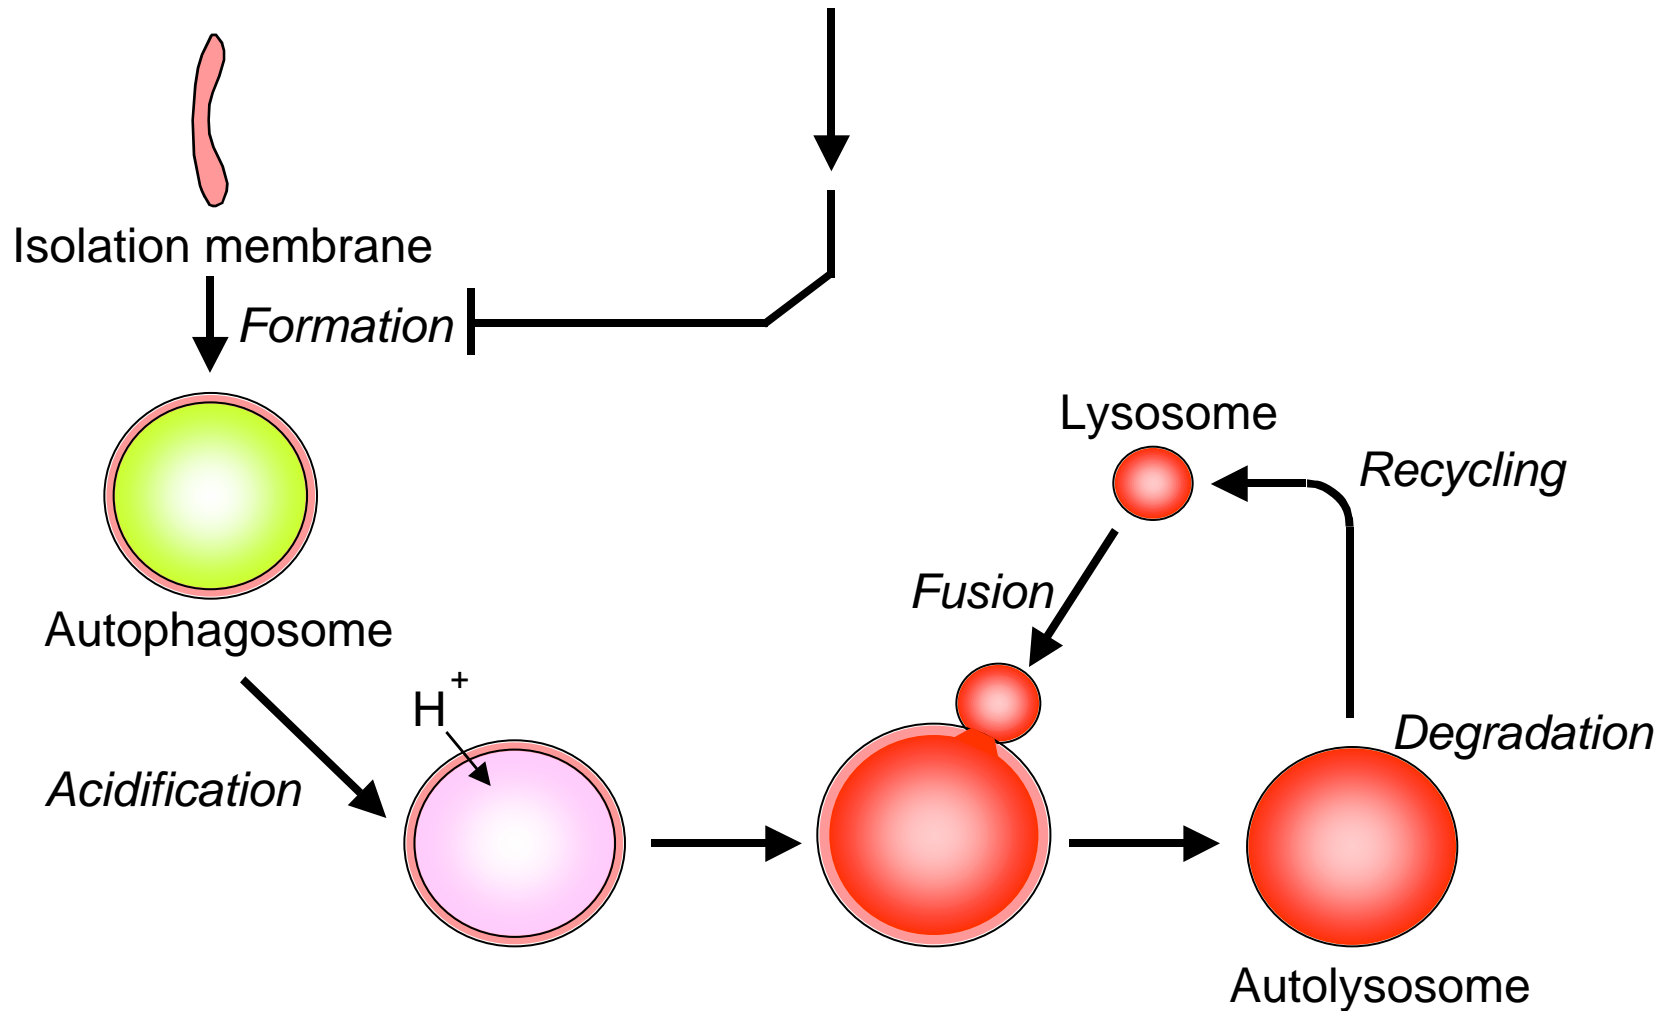 Isolation membrane
Formation
Lysosome
Recycling
Fusion
Autophagosome
H+
Degradation
Acidification
Autolysosome